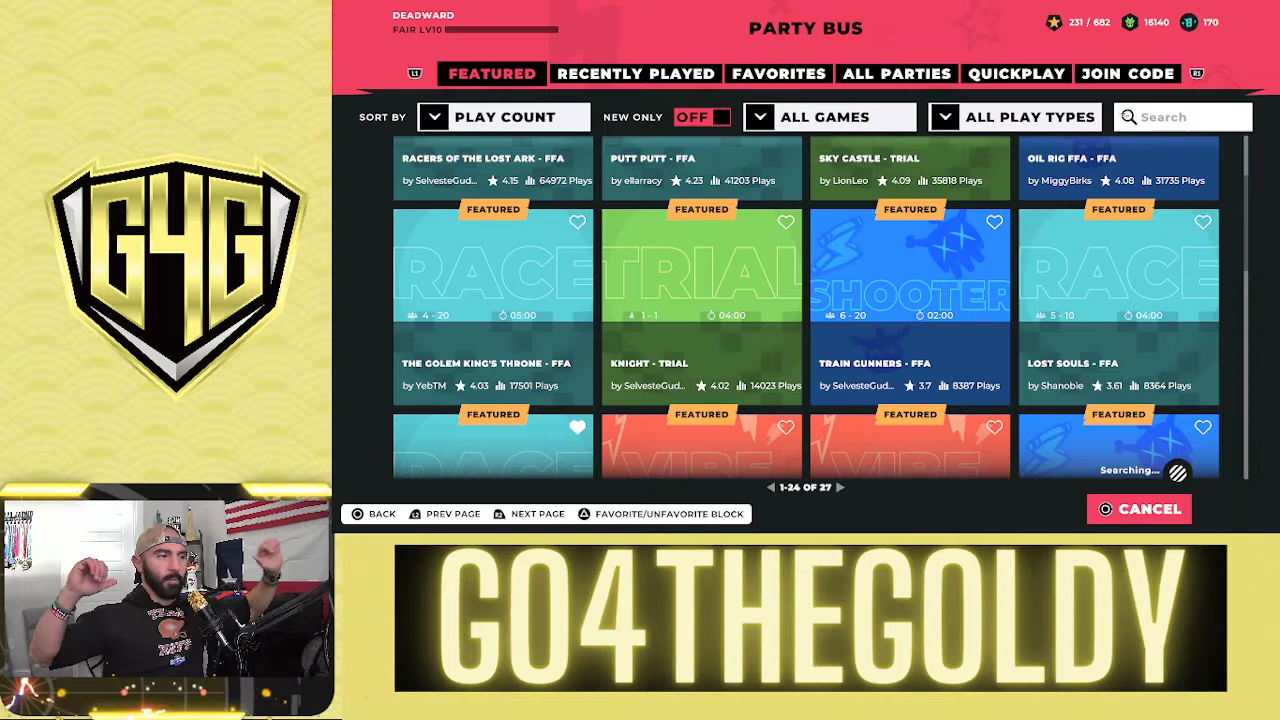 DEADWARD
FAIR LV10
PARTY BUS
231 / 682
16140
170
L1
FEATURED
RECENTLY PLAYED
FAVORITES
ALL PARTIES
QUICKPLAY
JOIN CODE
R1
SORT BY
PLAY COUNT
NEW ONLY
OFF
ALL GAMES
ALL PLAY TYPES
Search
RACERS OF THE LOST ARK - FFA
by SelvesteGud... 4.15 64972 Plays
PUTT PUTT - FFA
by ellarracy 4.23 41203 Plays
SKY CASTLE - TRIAL
by LionLeo 4.09 35818 Plays
OIL RIG FFA - FFA
by MiggyBirks 4.08 31735 Plays
FEATURED
RACE
4 - 20 05:00
THE GOLEM KING'S THRONE - FFA
by YebTM 4.03 17501 Plays
FEATURED
TRIAL
1 - 1 04:00
KNIGHT - TRIAL
by SelvesteGud... 4.02 14023 Plays
FEATURED
SHOOTER
6 - 20 02:00
TRAIN GUNNERS - FFA
by SelvesteGud... 3.7 8387 Plays
FEATURED
RACE
5 - 10 04:00
LOST SOULS - FFA
by Shanobie 3.61 8364 Plays
FEATURED
RACE
FEATURED
VIBE
FEATURED
VIBE
FEATURED
Searching...
1-24 OF 27
BACK
L2 PREV PAGE
R2 NEXT PAGE
FAVORITE/UNFAVORITE BLOCK
CANCEL
G4G
GO4THEGOLDY